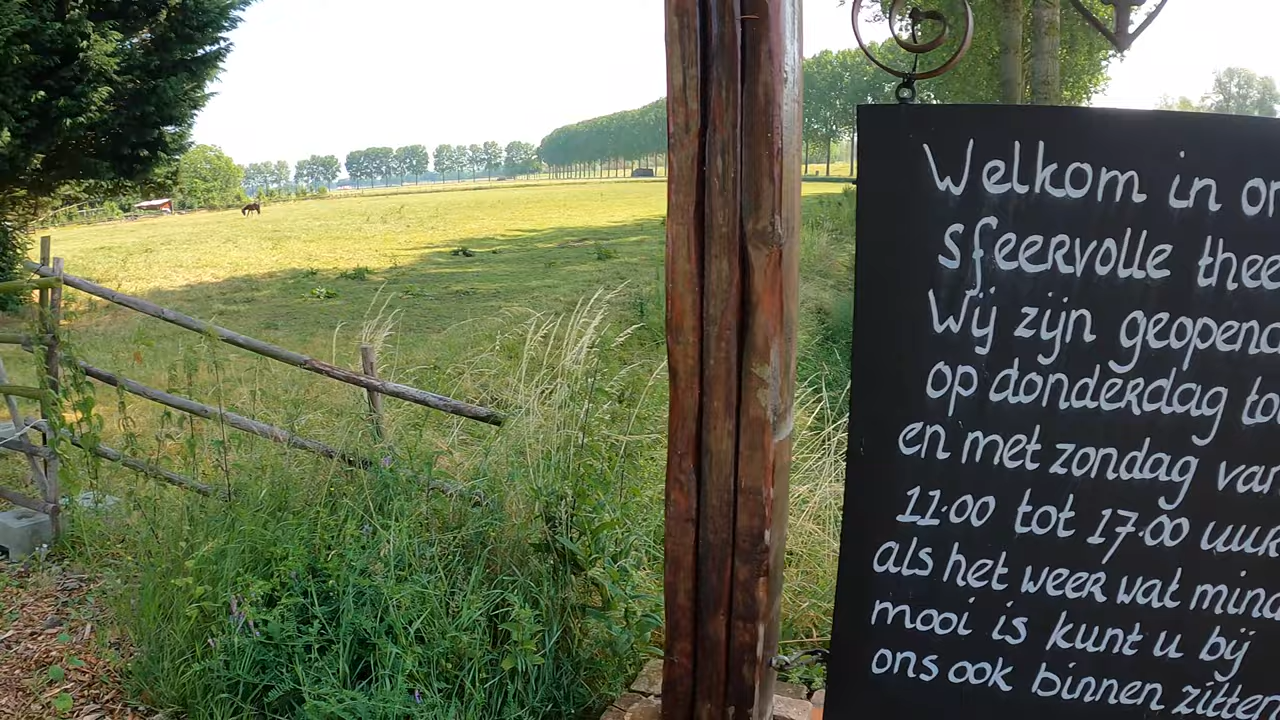 Welkom in on
sfeervolle thee
Wij zijn geopend
op donderdag tot
en met zondag van
11.00 tot 17.00 uur
als het weer wat mind
mooi is kunt u bij
ons ook binnen zitten